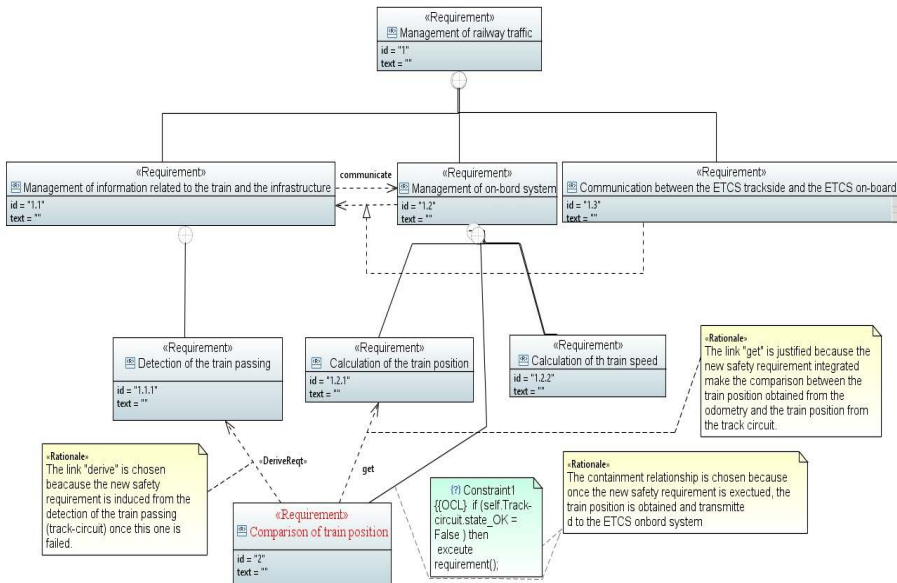 «Requirement»
Management of railway traffic
id = "1"
text = ""
«Requirement»
Management of information related to the train and the infrastructure
id = "1.1"
text = ""
communicate
«Requirement»
Management of on-bord system
id = "1.2"
text = ""
«Requirement»
Communication between the ETCS trackside and the ETCS on-board
id = "1.3"
text = ""
«Requirement»
Detection of the train passing
id = "1.1.1"
text = ""
«Requirement»
Calculation of the train position
id = "1.2.1"
text = ""
«Requirement»
Calculation of th train speed
id = "1.2.2"
text = ""
«Rationale»
The link "get" is justified because the
new safety requirement integrated
make the comparison between the
train position obtained from the
odometry and the train position from
the track circuit.
«Rationale»
The link "derive" is chosen
beacause the new safety
requirement is induced from the
detection of the train passing
(track-circuit) once this one is
failed.
«DeriveReqt»
get
«Requirement»
Comparison of train position
id = "2"
text = ""
(?) Constraint1
{{OCL} if (self.Track-
circuit.state_OK =
False ) then
exceute
requirement();
«Rationale»
The containment relationship is chosen because
once the new safety requirement is exectued, the
train position is obtained and transmitte
d to the ETCS onbord system